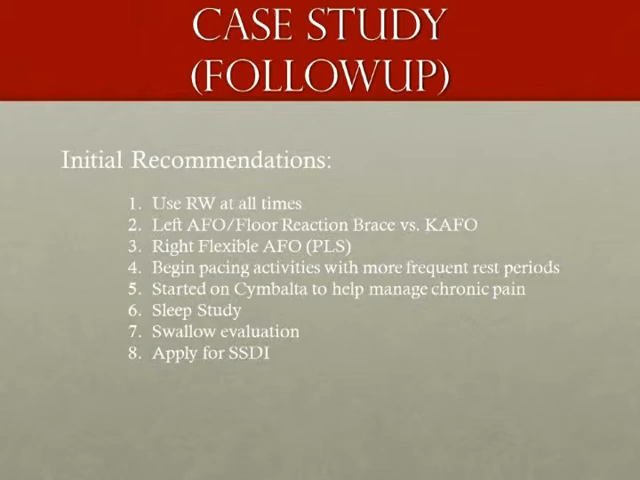 CASE STUDY
(FOLLOWUP)
Initial Recommendations:
1. Use RW at all times
2. Left AFO/Floor Reaction Brace vs. KAFO
3. Right Flexible AFO (PLS)
4. Begin pacing activities with more frequent rest periods
5. Started on Cymbalta to help manage chronic pain
6. Sleep Study
7. Swallow evaluation
8. Apply for SSDI